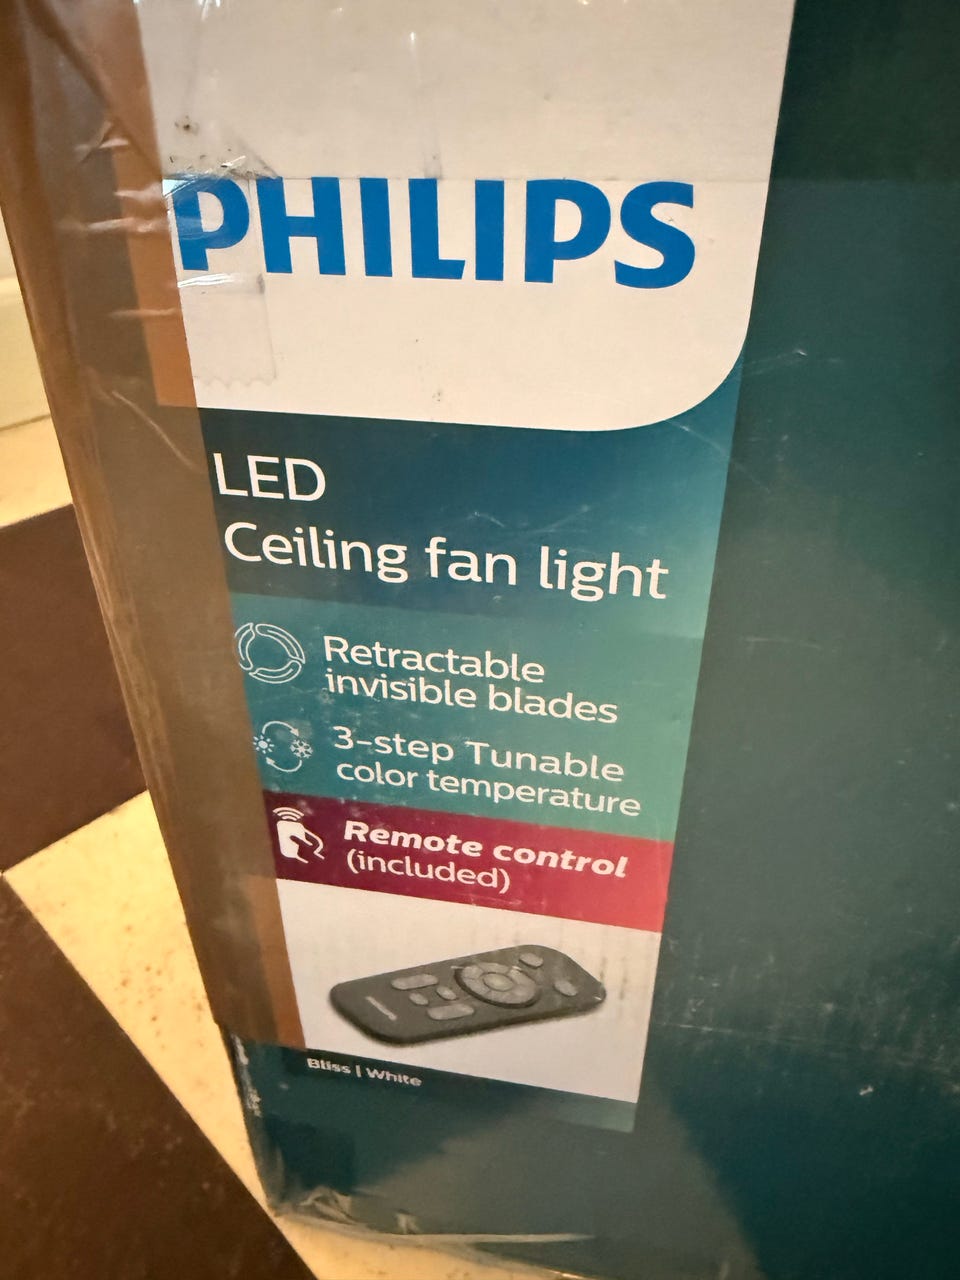 PHILIPS
LED
Ceiling fan light
Retractable
invisible blades
3-step Tunable
color temperature
Remote control
(included)
Bliss | White